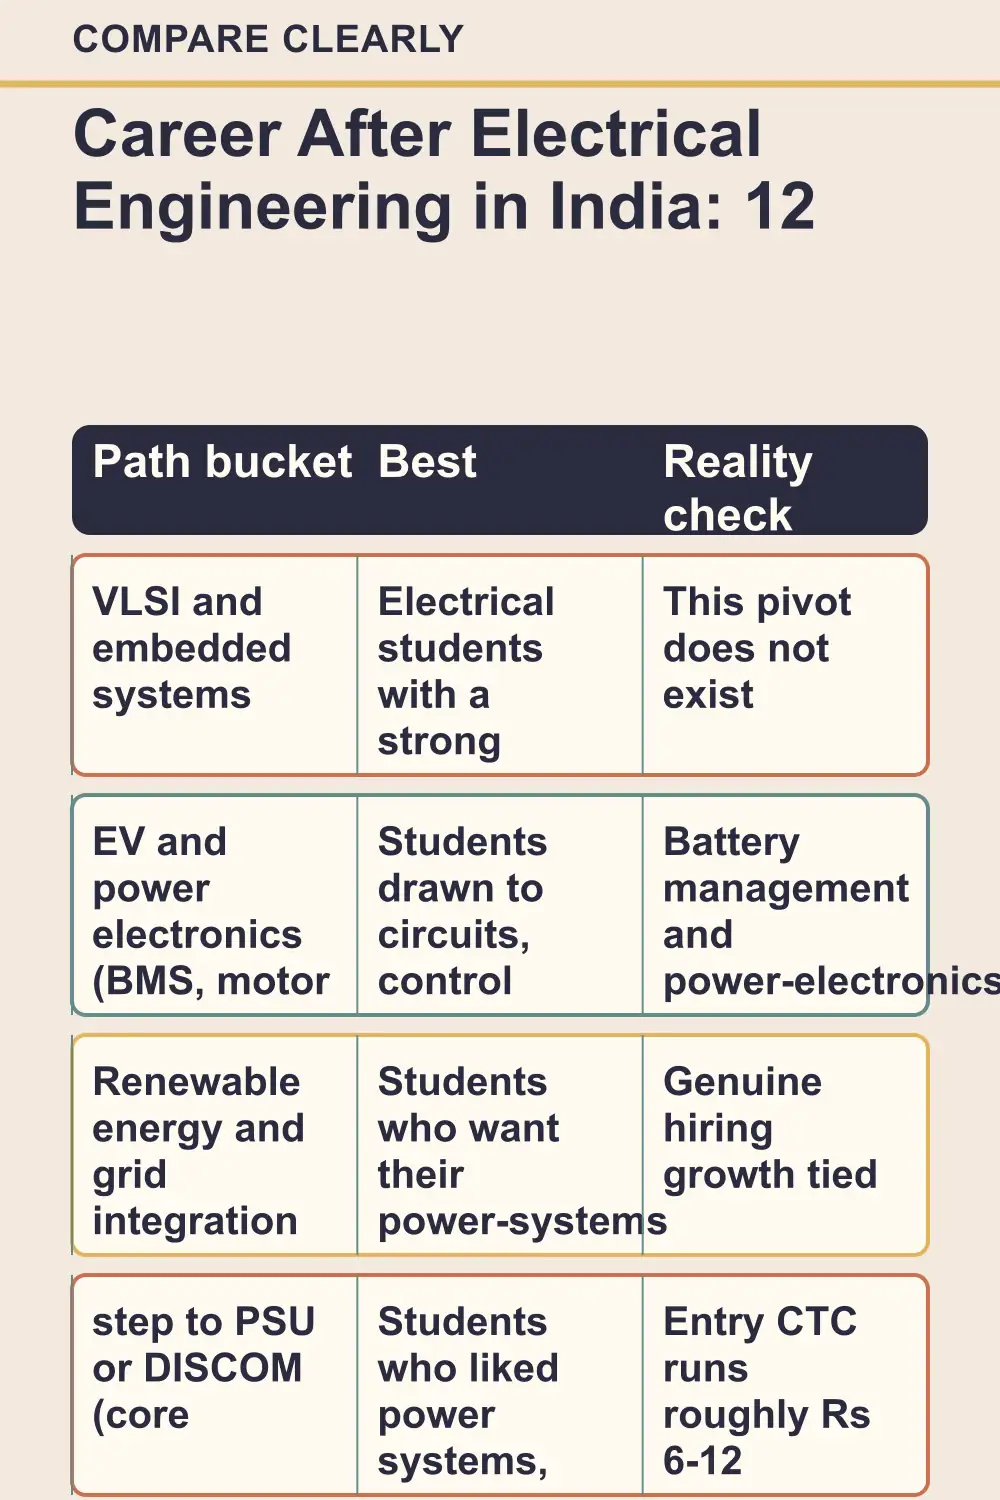 COMPARE CLEARLY
Career After Electrical
Engineering in India: 12
Path bucket
Best
Reality
check
VLSI and
embedded
systems
Electrical
students
with a
strong
This pivot
does not
exist
EV and
power
electronics
(BMS, motor
Students
drawn to
circuits,
control
Battery
management
and
power-electronics
Renewable
energy and
grid
integration
Students
who want
their
power-systems
Genuine
hiring
growth tied
step to PSU
or DISCOM
(core
Students
who liked
power
systems,
Entry CTC
runs
roughly Rs
6-12